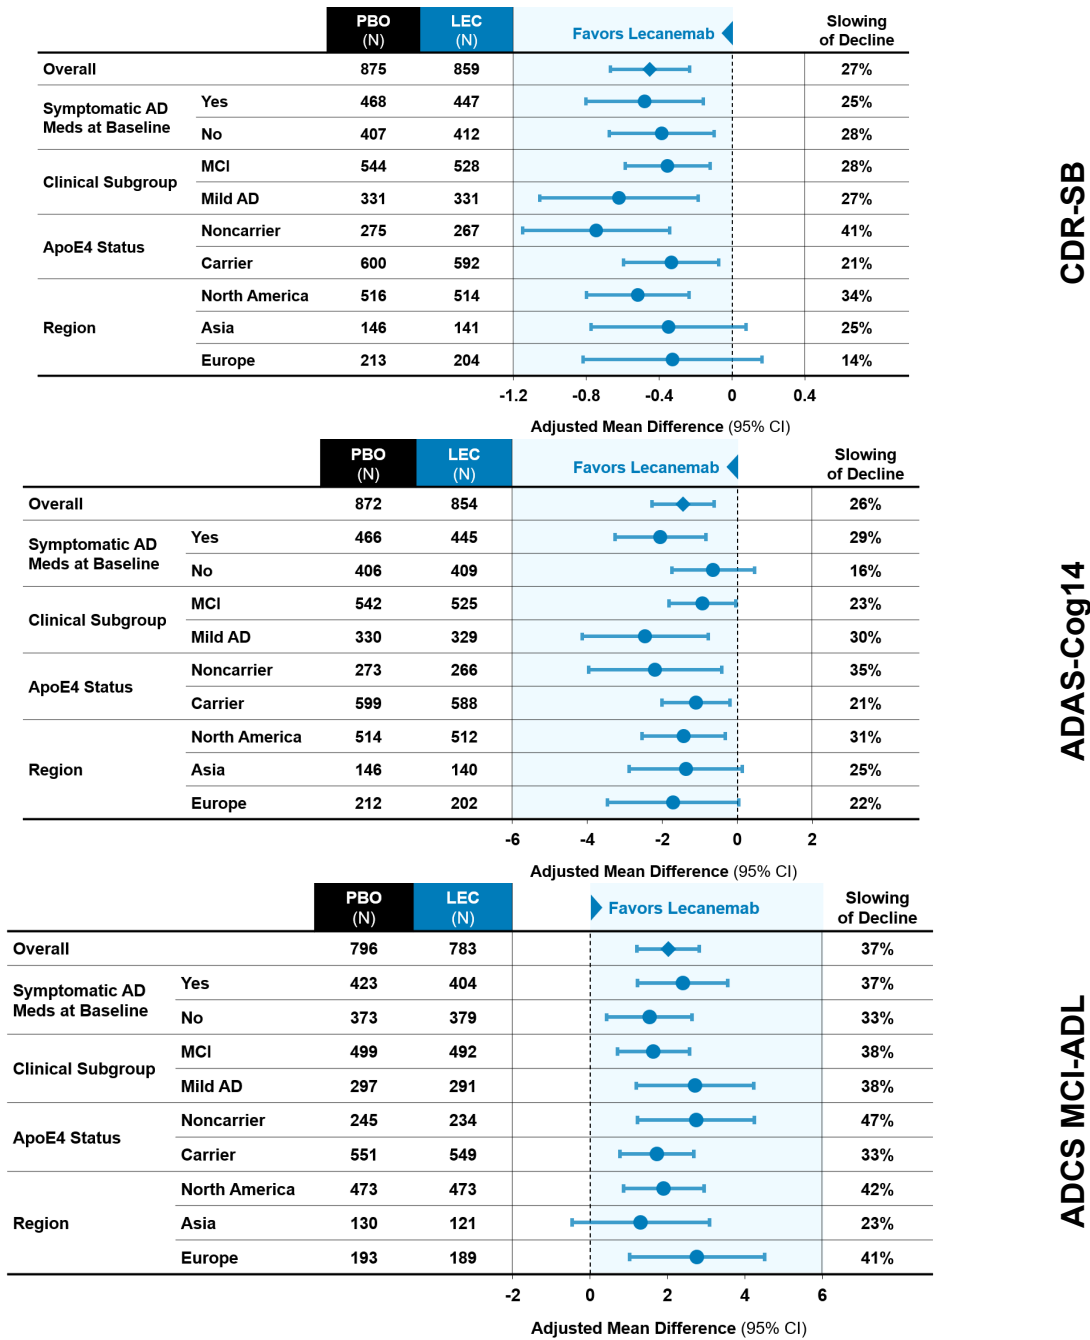 PBO LEC Slowing
(N) (N) Favors Lecanemab of Decline
Overall 875 859 27%
Symptomatic AD Meds at Baseline Yes 468 447 25%
No 407 412 28%
Clinical Subgroup MCI 544 528 28%
Mild AD 331 331 27%
ApoE4 Status Noncarrier 275 267 41%
Carrier 600 592 21%
Region North America 516 514 34%
Asia 146 141 25%
Europe 213 204 14%
-1.2 -0.8 -0.4 0 0.4
Adjusted Mean Difference (95% CI)
CDR-SB
PBO LEC Slowing
(N) (N) Favors Lecanemab of Decline
Overall 872 854 26%
Symptomatic AD Meds at Baseline Yes 466 445 29%
No 406 409 16%
Clinical Subgroup MCI 542 525 23%
Mild AD 330 329 30%
ApoE4 Status Noncarrier 273 266 35%
Carrier 599 588 21%
Region North America 514 512 31%
Asia 146 140 25%
Europe 212 202 22%
-6 -4 -2 0 2
Adjusted Mean Difference (95% CI)
ADAS-Cog14
PBO LEC Slowing
(N) (N) Favors Lecanemab of Decline
Overall 796 783 37%
Symptomatic AD Meds at Baseline Yes 423 404 37%
No 373 379 33%
Clinical Subgroup MCI 499 492 38%
Mild AD 297 291 38%
ApoE4 Status Noncarrier 245 234 47%
Carrier 551 549 33%
Region North America 473 473 42%
Asia 130 121 23%
Europe 193 189 41%
-2 0 2 4 6
Adjusted Mean Difference (95% CI)
ADCS MCI-ADL